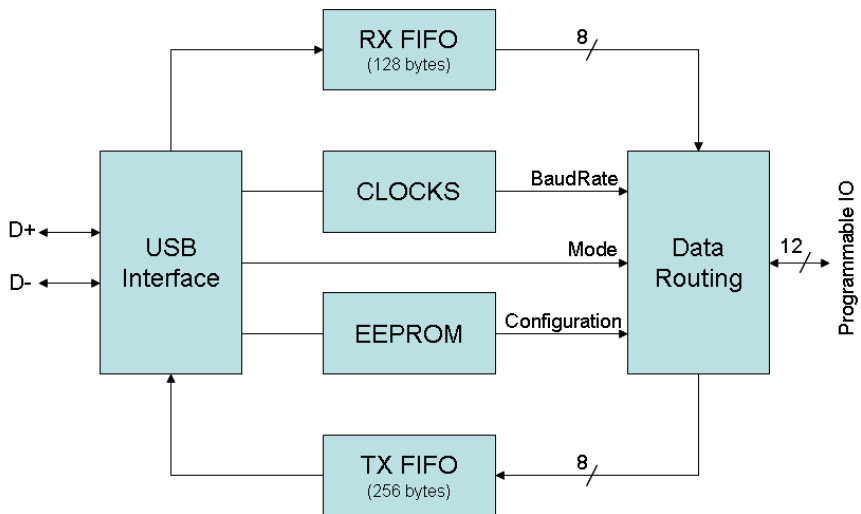 RX FIFO
(128 bytes)
8
CLOCKS
BaudRate
D+
D-
USB
Interface
Mode
Data
Routing
12
Programmable IO
EEPROM
Configuration
TX FIFO
(256 bytes)
8